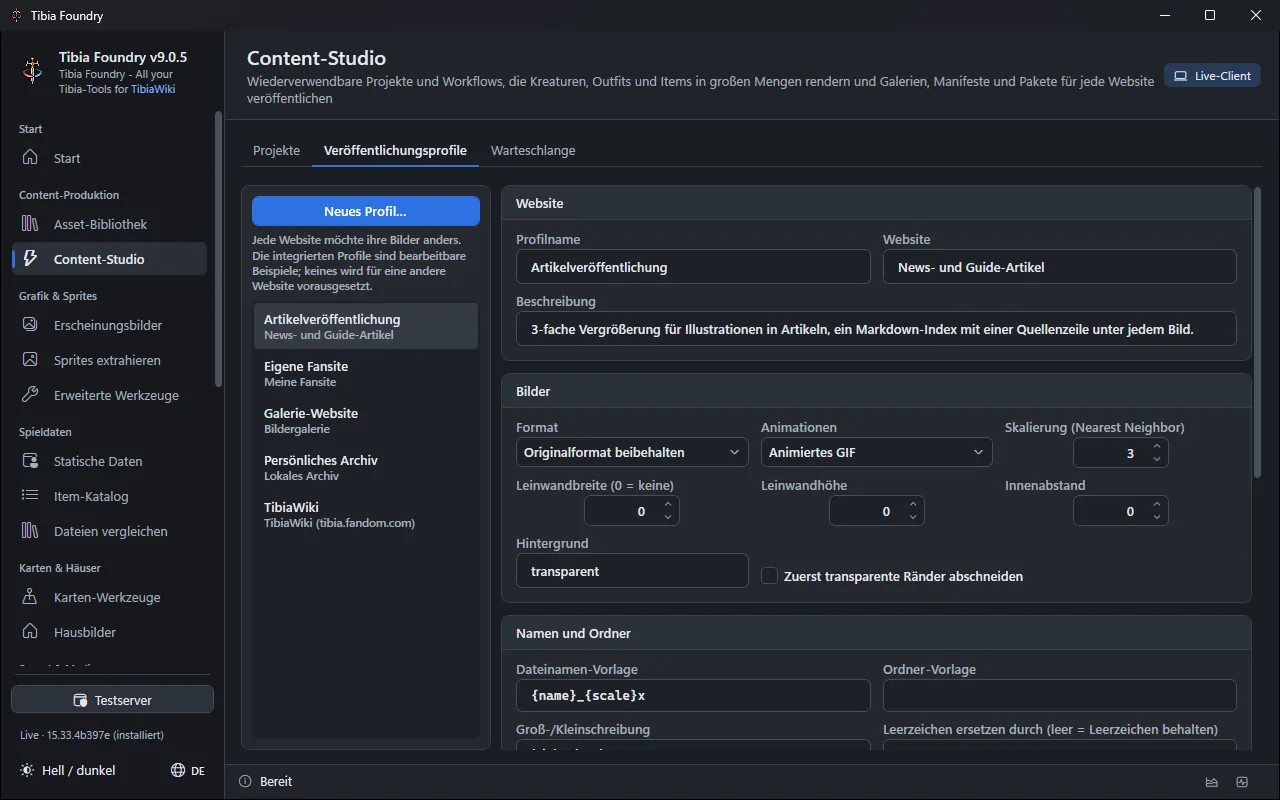 Tibia Foundry
Tibia Foundry v9.0.5
Tibia Foundry - All your
Tibia-Tools for TibiaWiki
Start
Start
Content-Produktion
Asset-Bibliothek
Content-Studio
Grafik & Sprites
Erscheinungsbilder
Sprites extrahieren
Erweiterte Werkzeuge
Spieldaten
Statische Daten
Item-Katalog
Dateien vergleichen
Karten & Häuser
Karten-Werkzeuge
Hausbilder
Testserver
Live · 15.33.4b397e (installiert)
Hell / dunkel
DE
Content-Studio
Wiederverwendbare Projekte und Workflows, die Kreaturen, Outfits und Items in großen Mengen rendern und Galerien, Manifeste und Pakete für jede Website
veröffentlichen
Live-Client
Projekte
Veröffentlichungsprofile
Warteschlange
Neues Profil...
Jede Website möchte ihre Bilder anders.
Die integrierten Profile sind bearbeitbare
Beispiele; keines wird für eine andere
Website vorausgesetzt.
Artikelveröffentlichung
News- und Guide-Artikel
Eigene Fansite
Meine Fansite
Galerie-Website
Bildergalerie
Persönliches Archiv
Lokales Archiv
TibiaWiki
TibiaWiki (tibia.fandom.com)
Website
Profilname
Website
Artikelveröffentlichung
News- und Guide-Artikel
Beschreibung
3-fache Vergrößerung für Illustrationen in Artikeln, ein Markdown-Index mit einer Quellenzeile unter jedem Bild.
Bilder
Format
Animationen
Skalierung (Nearest Neighbor)
Originalformat beibehalten
Animiertes GIF
3
Leinwandbreite (0 = keine)
Leinwandhöhe
Innenabstand
0
0
0
Hintergrund
transparent
Zuerst transparente Ränder abschneiden
Namen und Ordner
Dateinamen-Vorlage
Ordner-Vorlage
{name}_{scale}x
Groß-/Kleinschreibung
Leerzeichen ersetzen durch (leer = Leerzeichen behalten)
Bereit